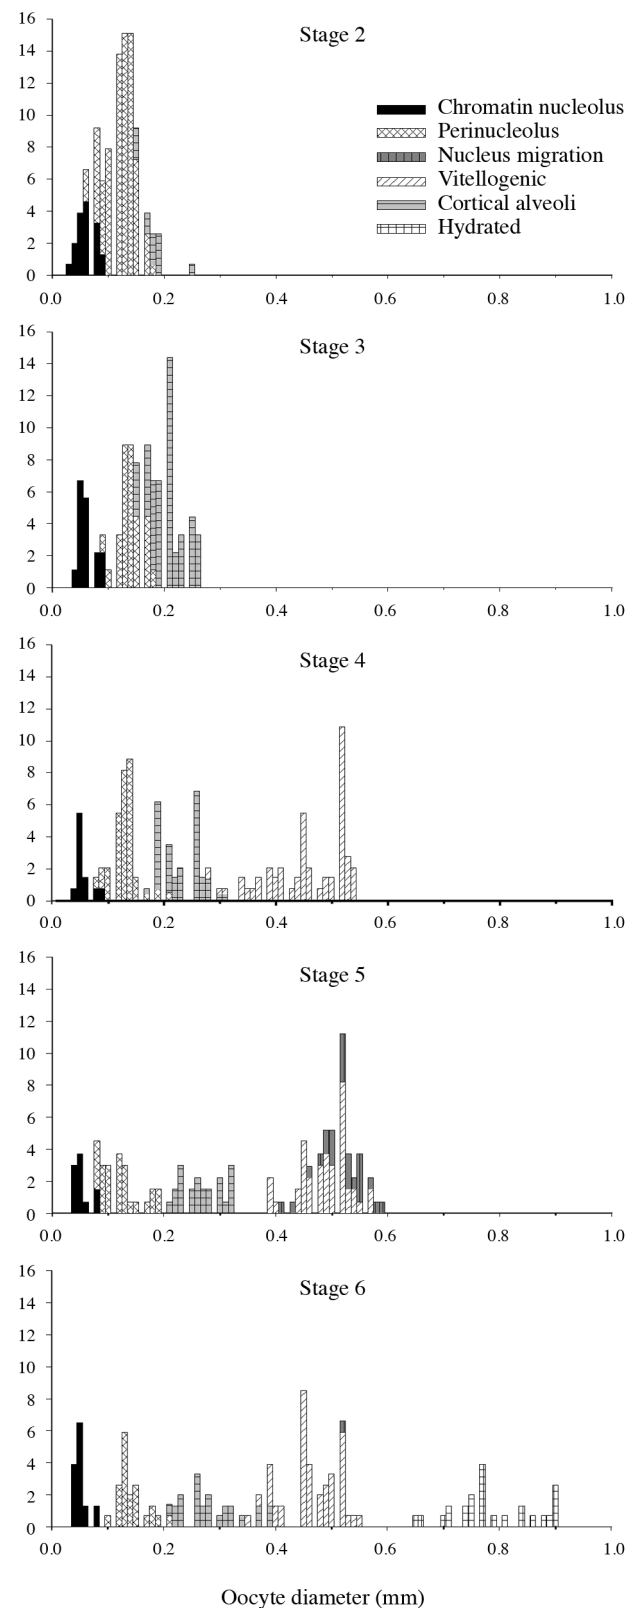 Stage 2
16
14
12
10
8
6
4
2
0
Chromatin nucleolus
Perinucleolus
Nucleus migration
Vitellogenic
Cortical alveoli
Hydrated
0.0 0.2 0.4 0.6 0.8 1.0
Stage 3
16
14
12
10
8
6
4
2
0
0.0 0.2 0.4 0.6 0.8 1.0
Stage 4
16
14
12
10
8
6
4
2
0
0.0 0.2 0.4 0.6 0.8 1.0
Stage 5
16
14
12
10
8
6
4
2
0
0.0 0.2 0.4 0.6 0.8 1.0
Stage 6
16
14
12
10
8
6
4
2
0
0.0 0.2 0.4 0.6 0.8 1.0
Oocyte diameter (mm)